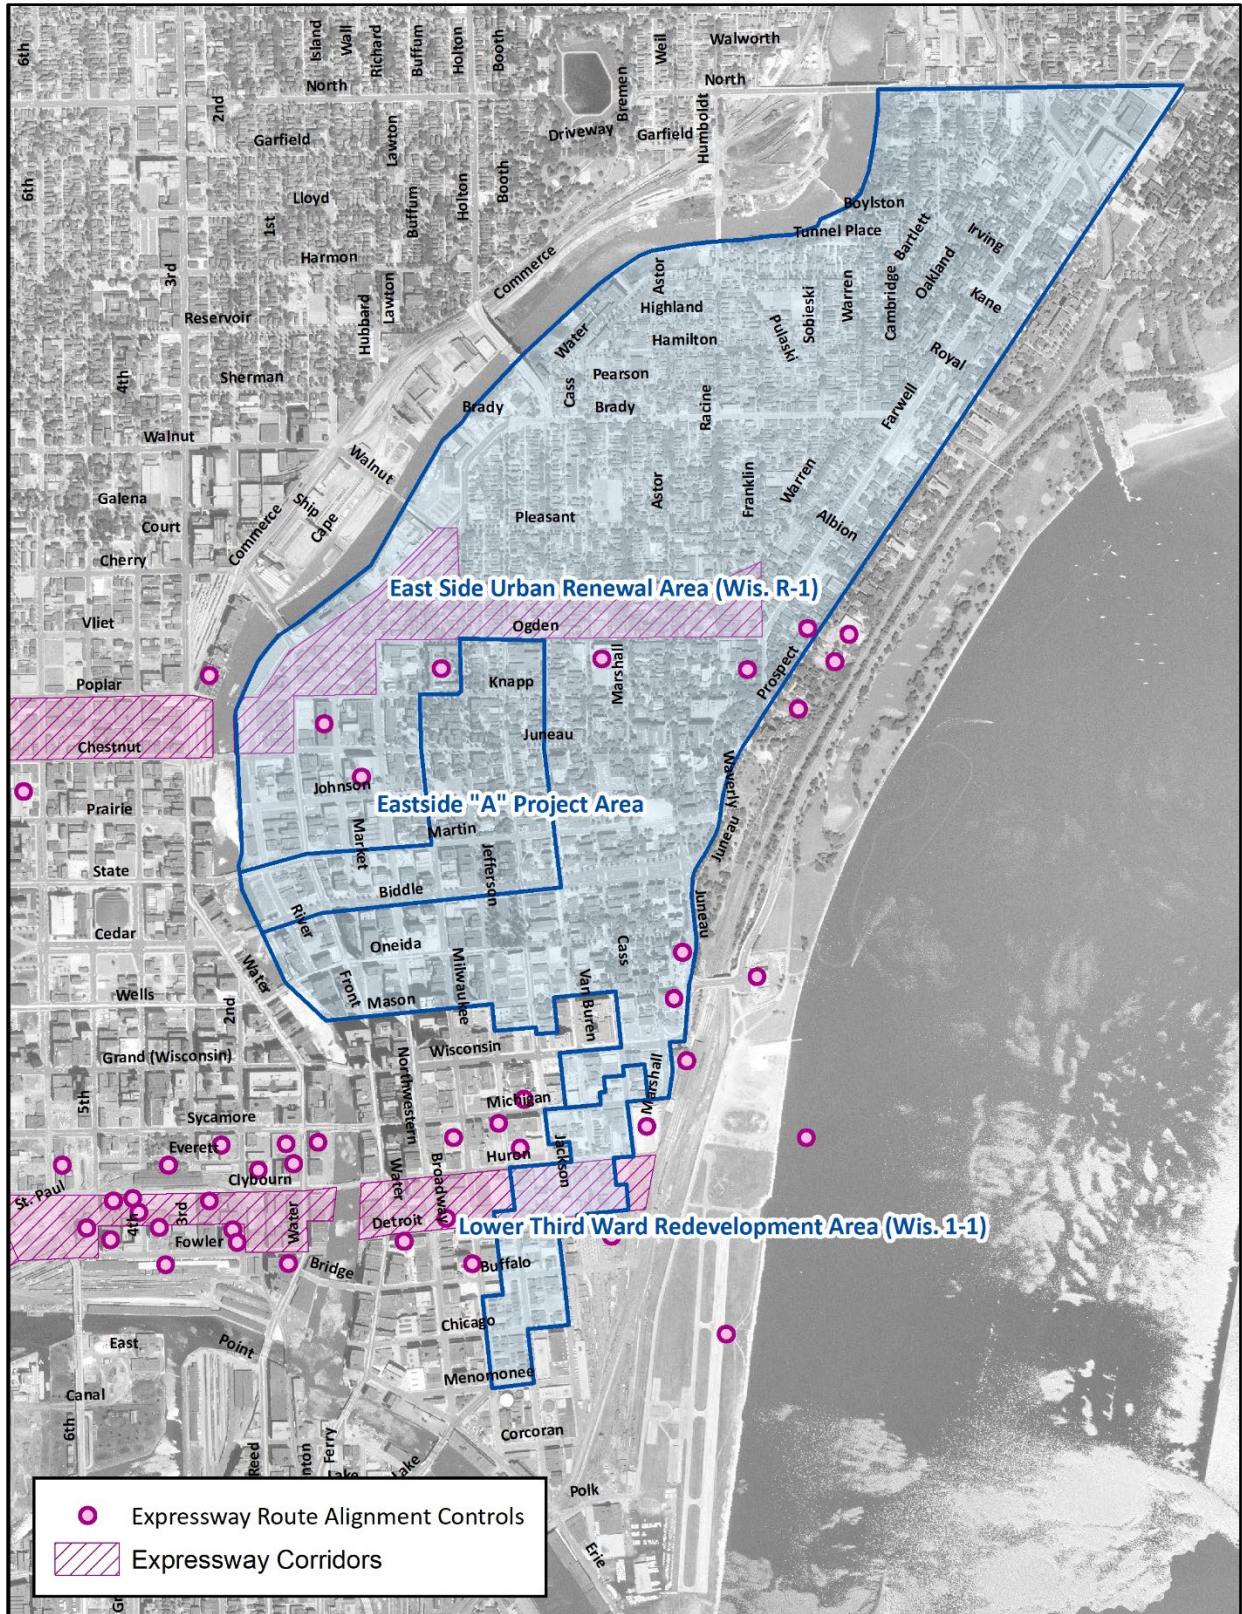 6th
Island
Wall
Richard
Buffum
Holton
Booth
Weil
Walworth
North
North
2nd
Bremen
Humboldt
Driveway
Garfield
Garfield
Lawton
6th
Lloyd
1st
Buffum
Holton
Booth
Boylston
Tunnel Place
Bartlett
Irving
Harmon
3rd
Commerce
Astor
Oakland
Lawton
Hubbard
Reservoir
Highland
Sobieski
Warren
Cambridge
Kane
Water
Hamilton
Pulaski
Royal
4th
Sherman
Cass
Pearson
Brady
Brady
Racine
Farwell
Walnut
Walnut
Galena
Ship
Cape
Commerce
Court
Cherry
Pleasant
Astor
Franklin
Warren
Albion
East Side Urban Renewal Area (Wis. R-1)
Vliet
Ogden
Poplar
Knapp
Marshall
Prospect
Chestnut
Juneau
Waverly
Johnson
Eastside "A" Project Area
Prairie
Market
Martin
Juneau
State
Biddle
Jefferson
Juneau
River
Cedar
Oneida
Cass
Water
Front
Milwaukee
Van Buren
Wells
2nd
Mason
Grand (Wisconsin)
Wisconsin
Northwestern
Marshall
5th
Michigan
Sycamore
Everett
Huron
Jackson
Clybourn
St. Paul
Water
Broadway
4th
3rd
Water
Detroit
Fowler
Lower Third Ward Redevelopment Area (Wis. 1-1)
Bridge
Buffalo
Chicago
East
Point
Menomonee
Canal
6th
Corcoran
Reed
Ferry
Lake
Polk
Erie
Expressway Route Alignment Controls
Expressway Corridors